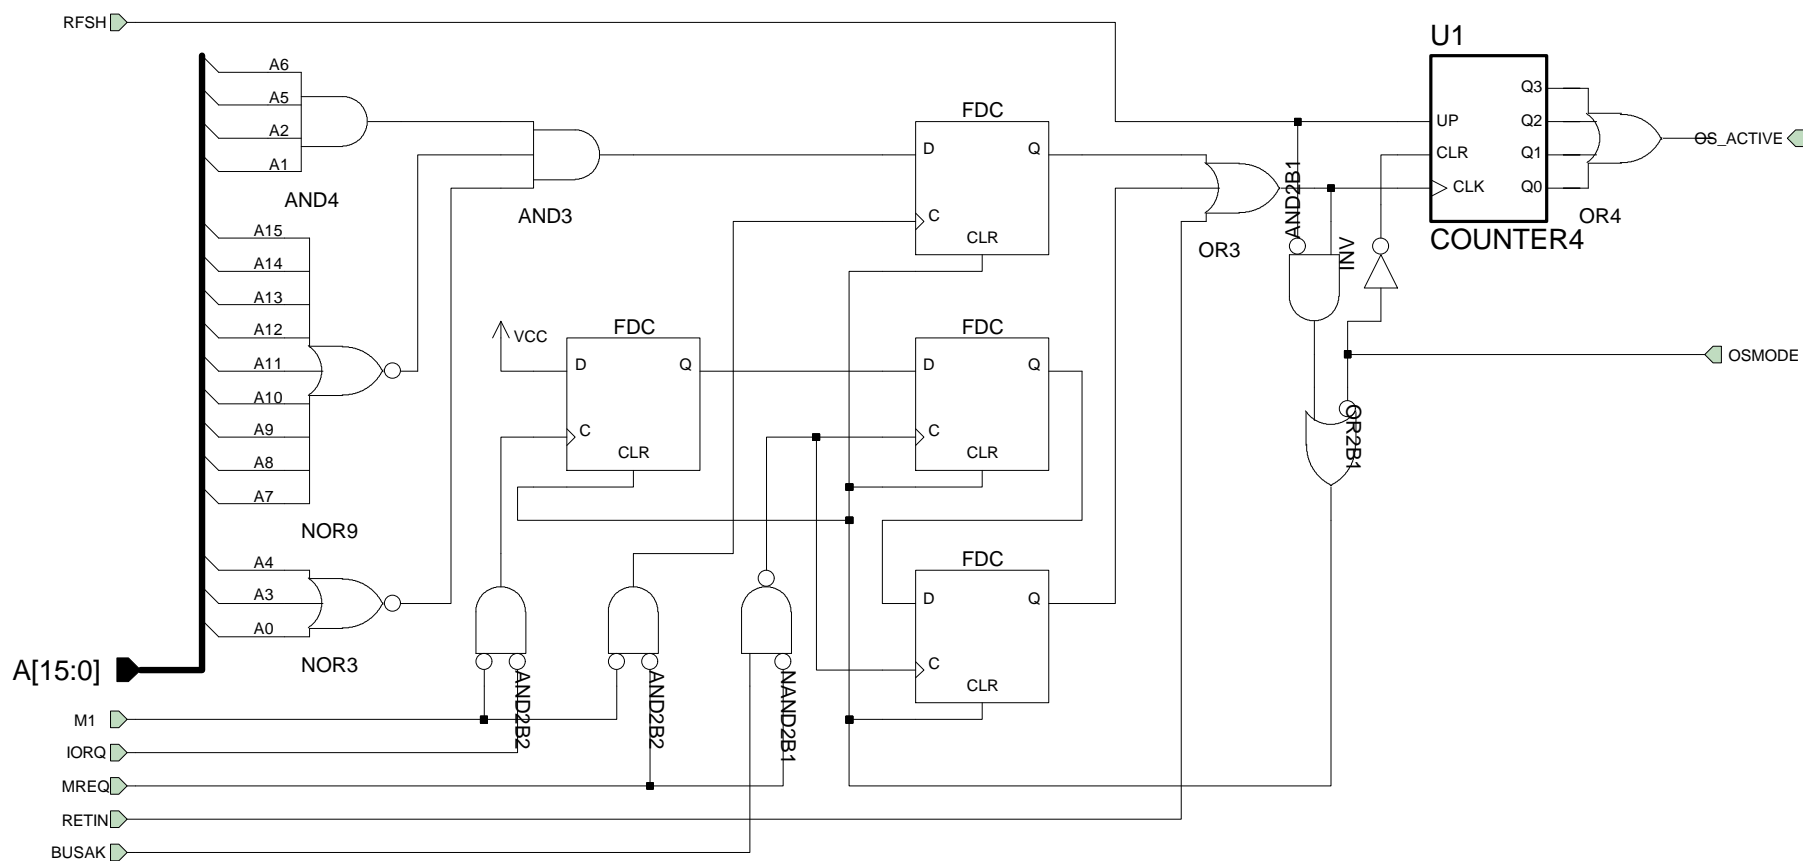 RFSH
A6
A5
A2
A1
AND4
A15
A14
A13
A12
A11
A10
A9
A8
A7
NOR9
A4
A3
A0
NOR3
A[15:0]
M1
IORQ
MREQ
RETIN
BUSAK
AND3
VCC
FDC
D
Q
C
CLR
AND2B2
AND2B2
NAND2B1
FDC
D
Q
C
CLR
FDC
D
Q
C
CLR
FDC
D
Q
C
CLR
OR3
AND2B1
INV
OR2B1
U1
UP
CLR
CLK
Q3
Q2
Q1
Q0
COUNTER4
OR4
OS_ACTIVE
OSMODE